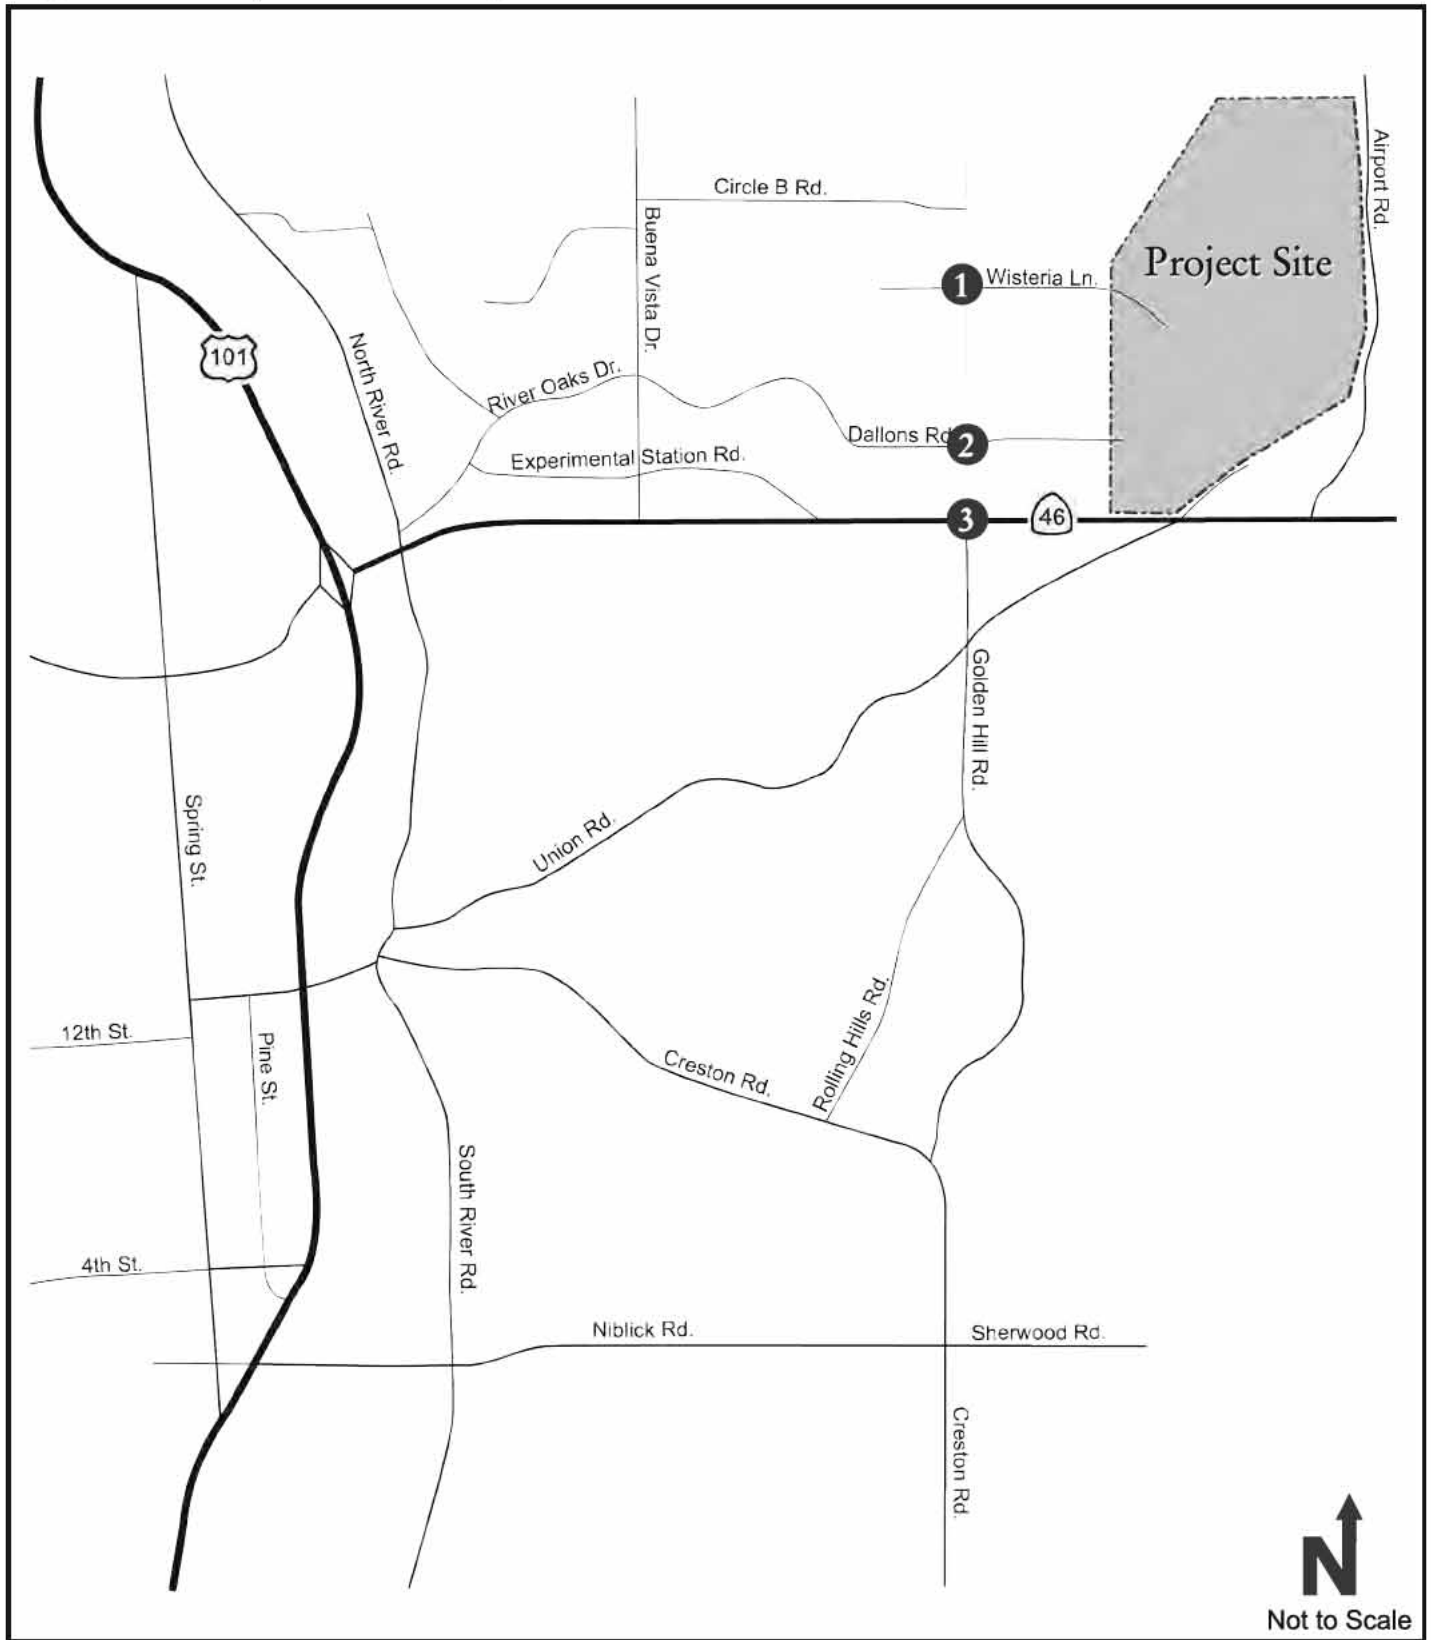 Circle B Rd.
Airport Rd.
Buena Vista Dr.
Project Site
1
Wisteria Ln.
101
North River Rd.
River Oaks Dr.
Dallons Rd
2
Experimental Station Rd.
3
46
Golden Hill Rd.
Spring St.
Union Rd.
Rolling Hills Rd.
12th St.
Pine St.
Creston Rd.
South River Rd.
4th St.
Niblick Rd.
Sherwood Rd.
Creston Rd.
N
Not to Scale